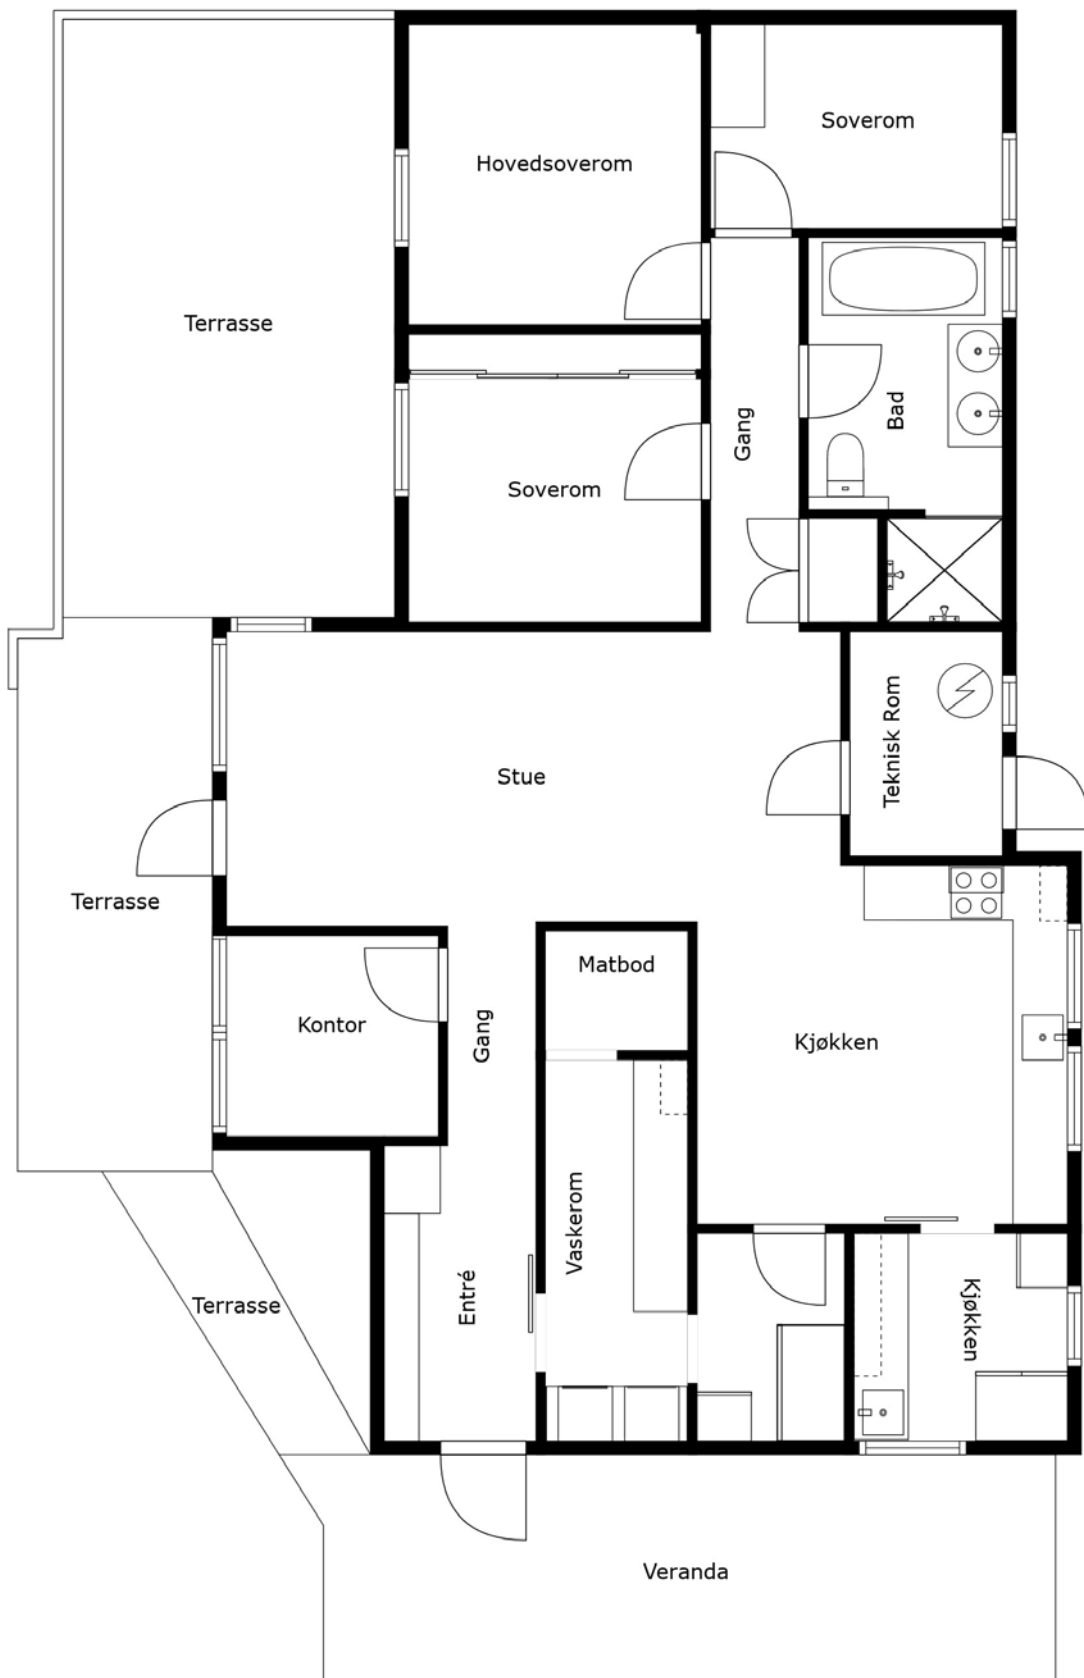 Soverom
Hovedsoverom
Terrasse
Bad
Gang
Soverom
Teknisk Rom
Stue
Terrasse
Matbod
Kontor
Gang
Kjøkken
Vaskerom
Entré
Terrasse
Kjøkken
Veranda